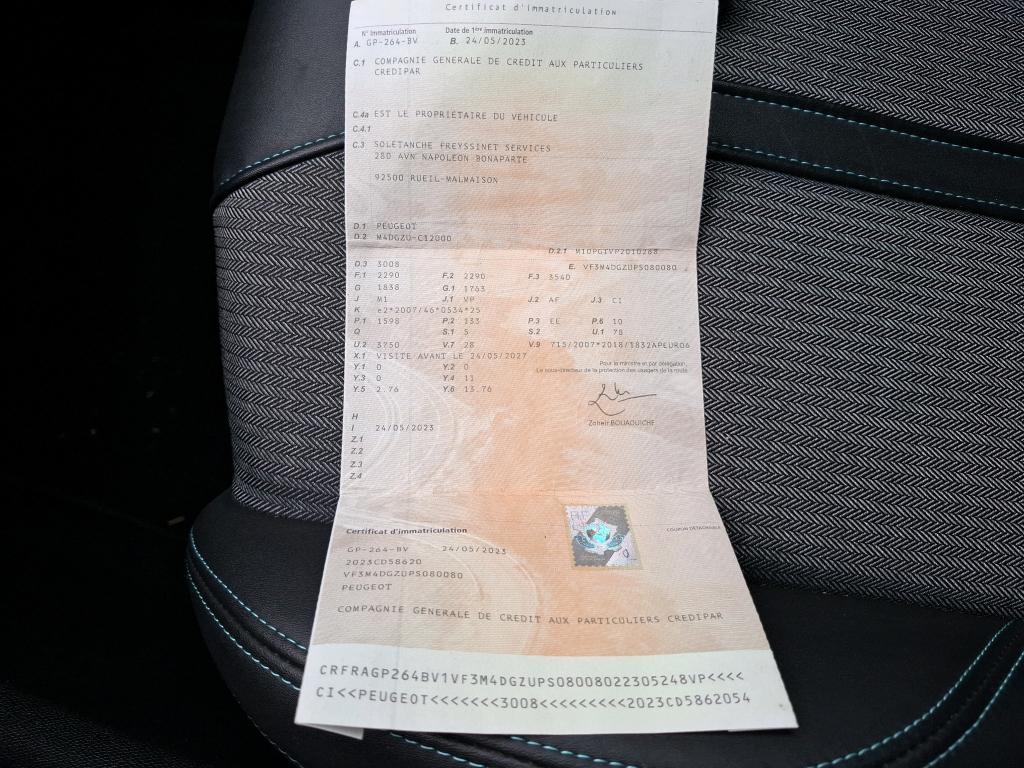 Certificat d'immatriculation
N° Immatriculation Date de 1ère immatriculation
A. GP-264-BV B. 24/05/2023
C.1 COMPAGNIE GENERALE DE CREDIT AUX PARTICULIERS
CREDIPAR
C.4a EST LE PROPRIETAIRE DU VEHICULE
C.4.1
C.3 SOLETANCHE FREYSSINET SERVICES
280 AVN NAPOLEON BONAPARTE
92500 RUEIL-MALMAISON
D.1 PEUGEOT
D.2 M4DGZU-C12000
D.2.1 M10PGTVP2010288
D.3 3008 E. VF3M4DGZUPS080080
F.1 2290 F.2 2290 F.3 3540
G 1838 G.1 1763
J M1 J.1 VP J.2 AF J.3 CI
K e2*2007/46*0534*25
P.1 1598 P.2 133 P.3 EE P.6 10
Q S.1 5 S.2 U.1 75
U.2 3750 V.7 28 V.9 715/2007*2018/1832APEURO6
X.1 VISITE AVANT LE 24/05/2027
Y.1 0 Y.2 0
Y.3 0 Y.4 11
Y.5 2.76 Y.6 13.76
Pour la ministre et par délégation,
Le sous-directeur de la protection des usagers de la route
Zoheir BOUAOUICHE
H
I 24/05/2023
Z.1
Z.2
Z.3
Z.4
Certificat d'immatriculation COUPON DÉTACHABLE
GP-264-BV 24/05/2023
2023CD58620
VF3M4DGZUPS080080
PEUGEOT
COMPAGNIE GENERALE DE CREDIT AUX PARTICULIERS CREDIPAR
CRFRAGP264BV1VF3M4DGZUPS08008022305248VP<<<<
CI<<PEUGEOT<<<<<<<3008<<<<<<<<<2023CD5862054